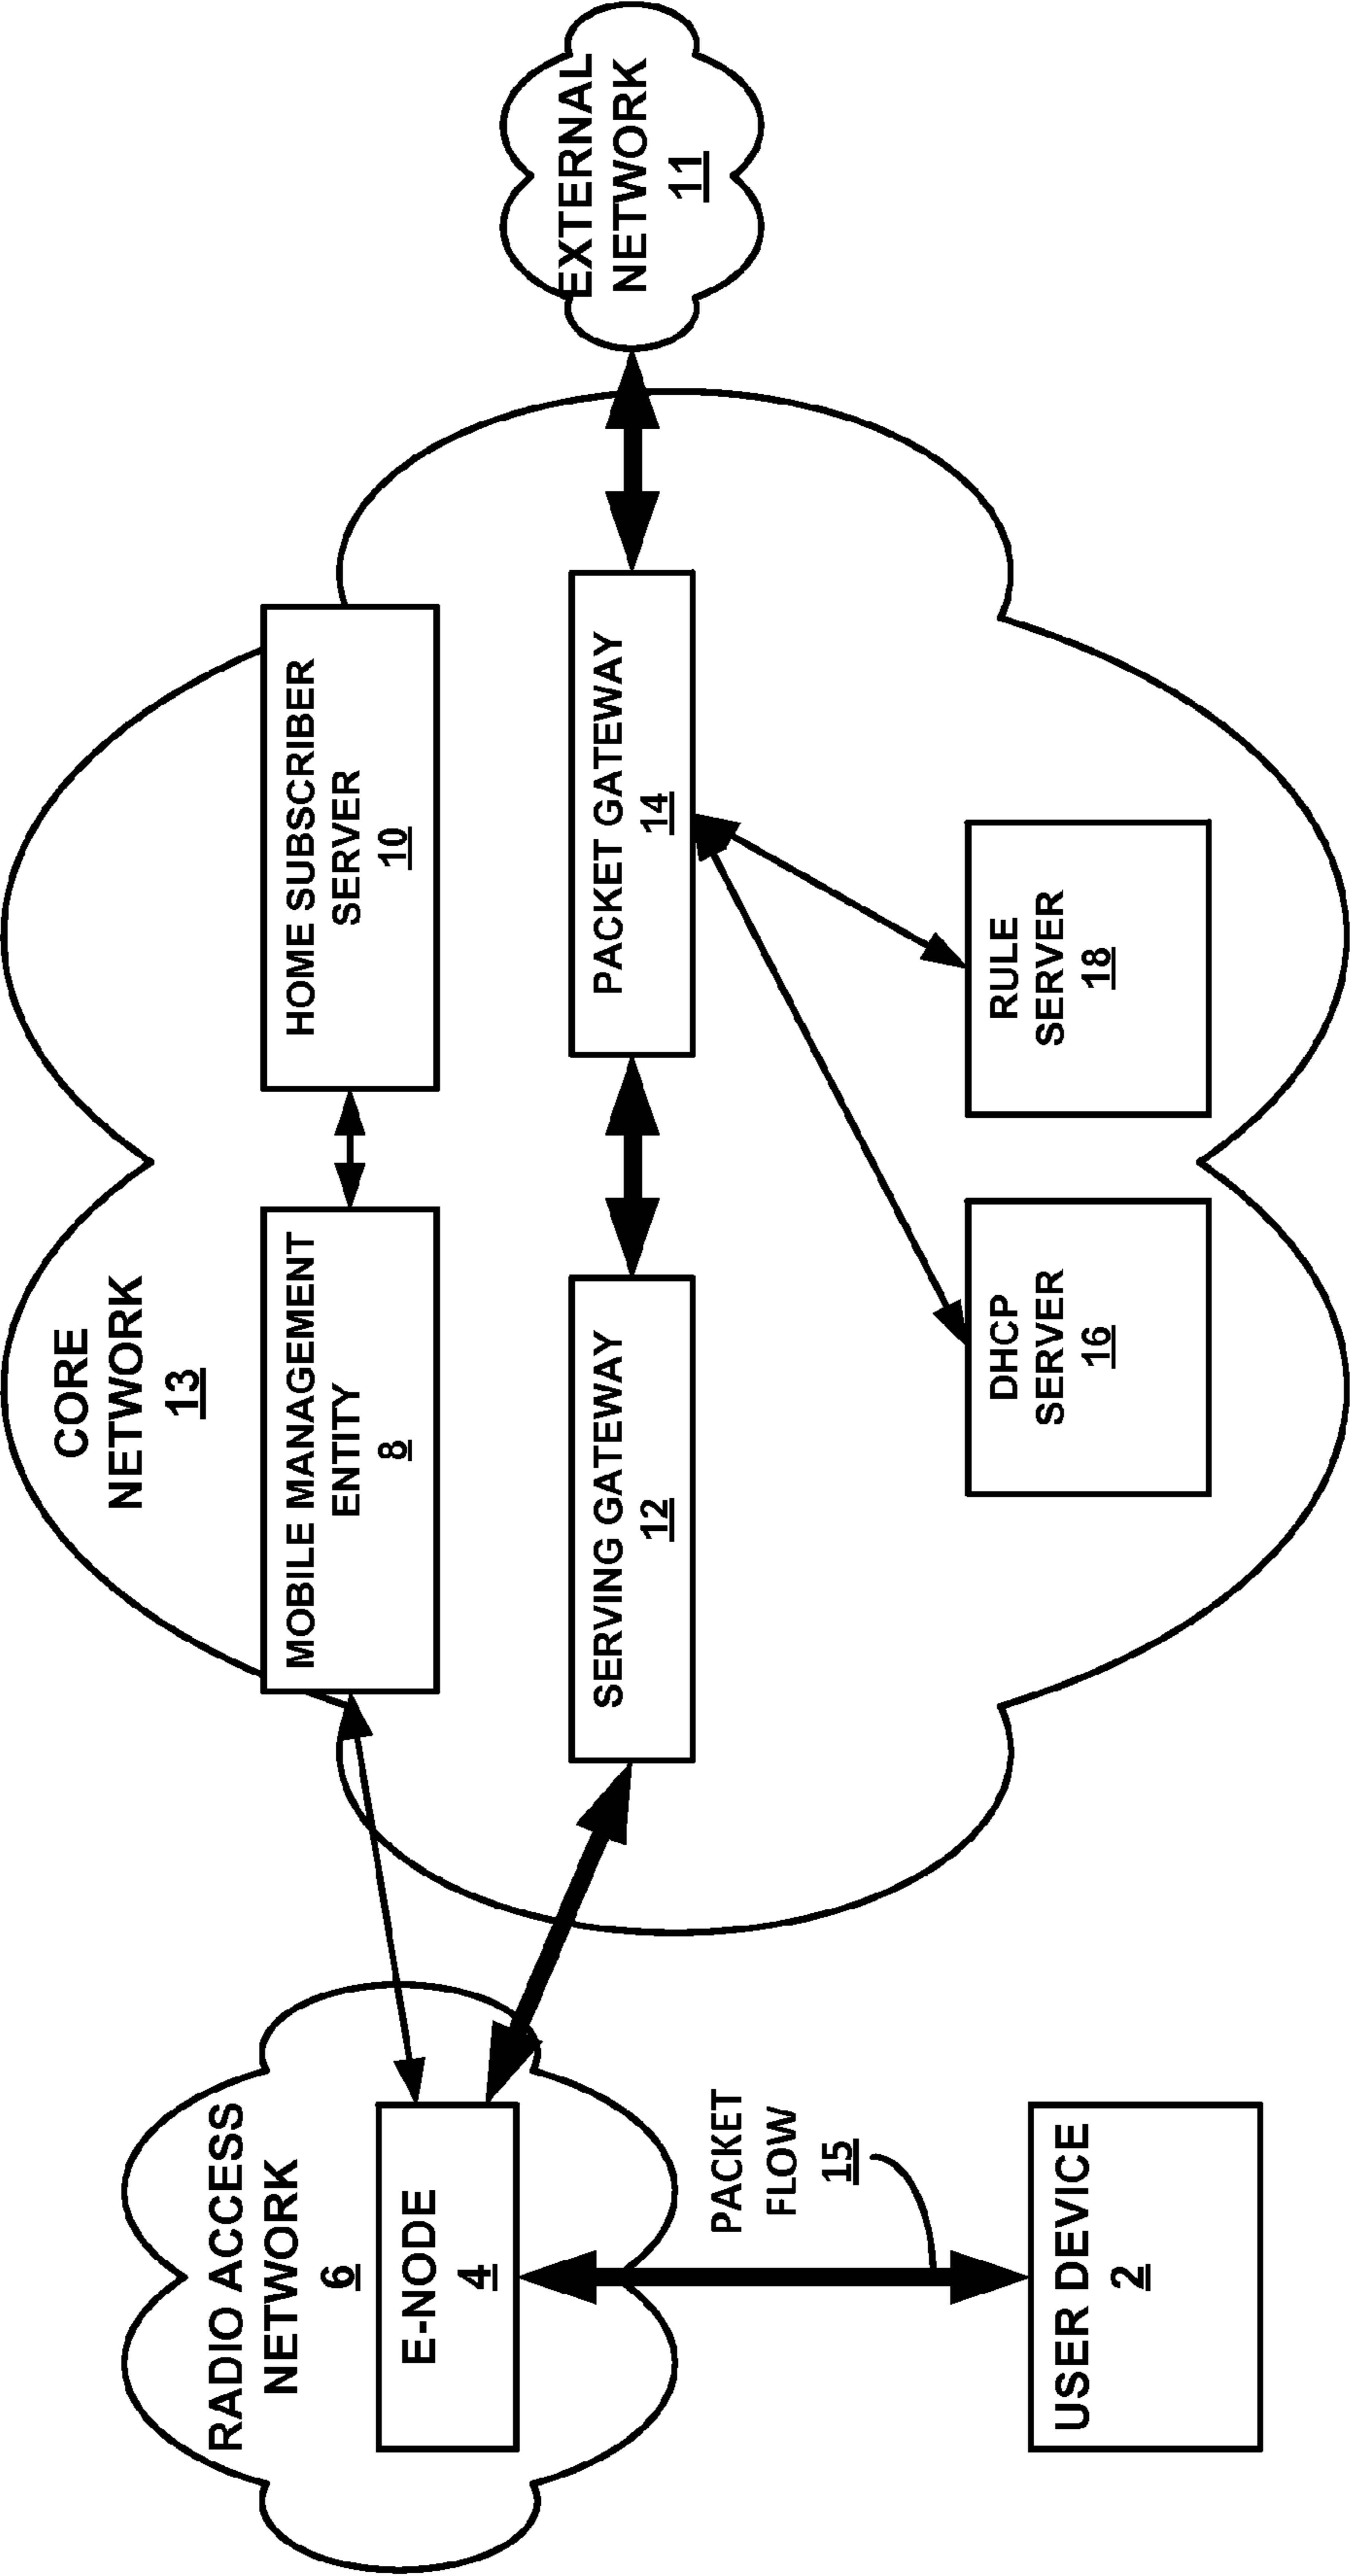 RADIO ACCESS
NETWORK
6
E-NODE
4
PACKET
FLOW
15
USER DEVICE
2
CORE
NETWORK
13
MOBILE MANAGEMENT
ENTITY
8
HOME SUBSCRIBER
SERVER
10
SERVING GATEWAY
12
PACKET GATEWAY
14
DHCP
SERVER
16
RULE
SERVER
18
EXTERNAL
NETWORK
11